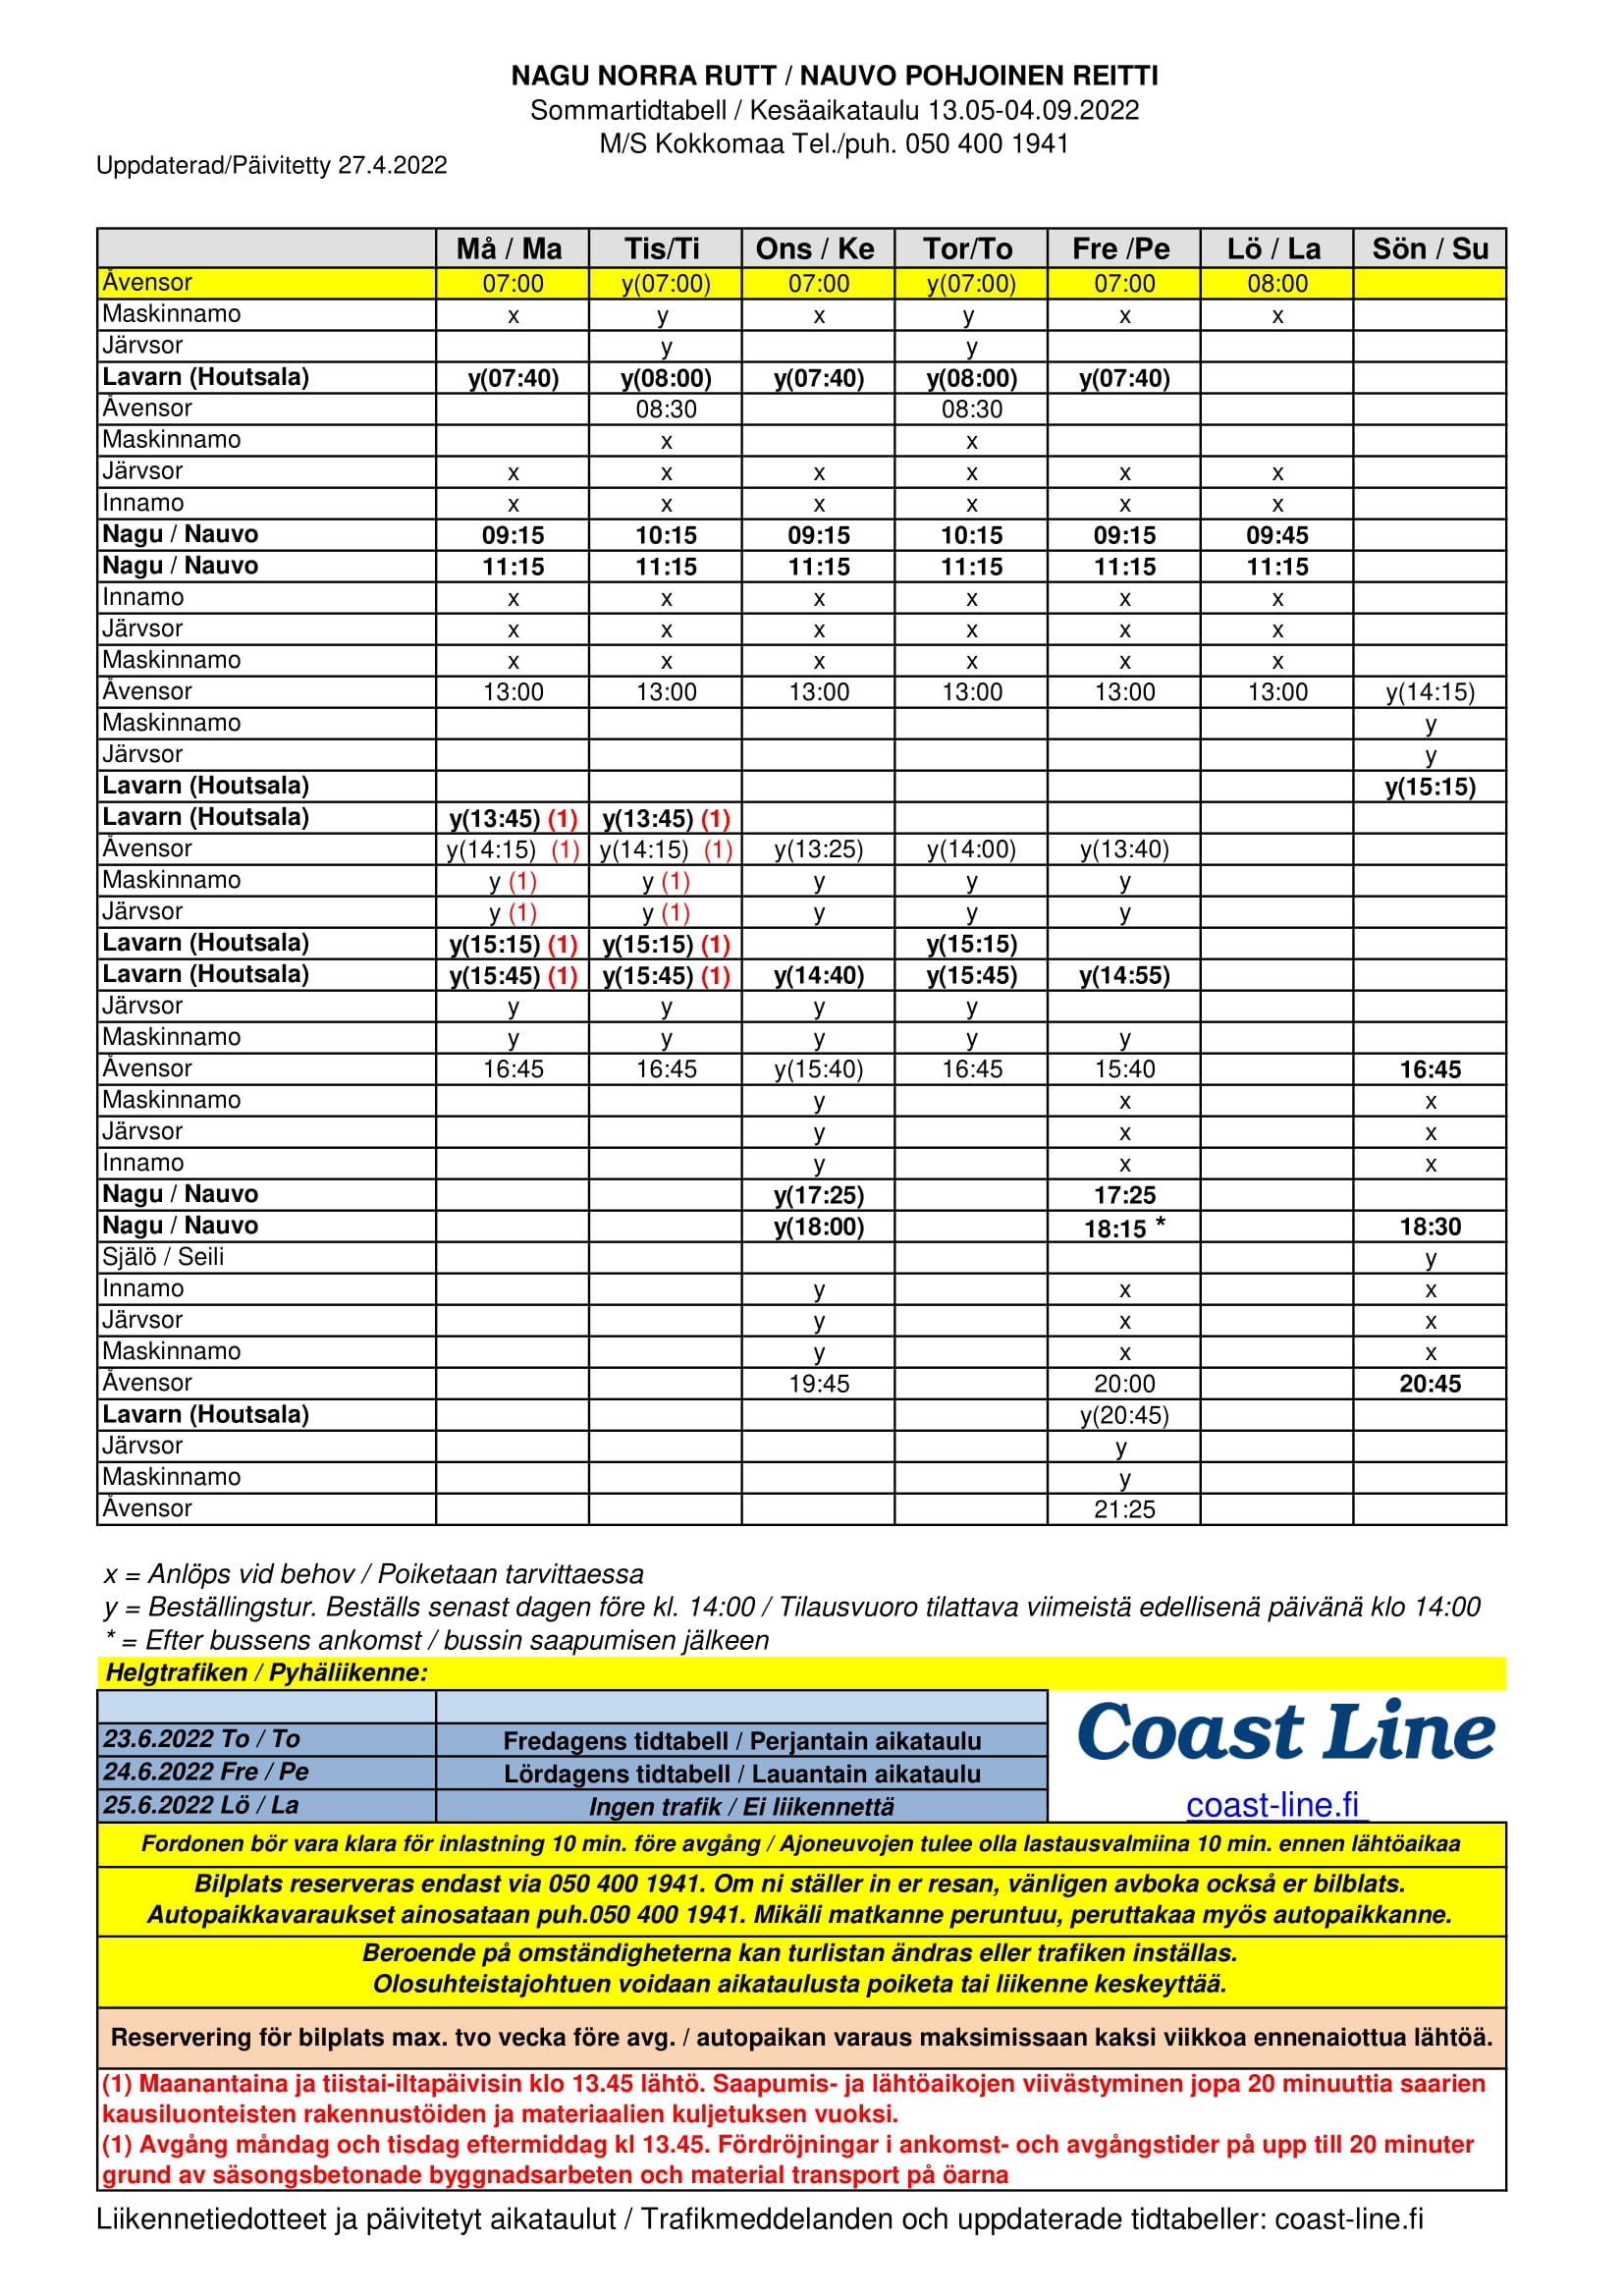 NAGU NORRA RUTT / NAUVO POHJOINEN REITTI
Sommartidtabell / Kesäaikataulu 13.05-04.09.2022
M/S Kokkomaa Tel./puh. 050 400 1941
Uppdaterad/Päivitetty 27.4.2022
Må / Ma Tis/Ti Ons / Ke Tor/To Fre /Pe Lö / La Sön / Su
Åvensor 07:00 y(07:00) 07:00 y(07:00) 07:00 08:00
Maskinnamo x y x y x x
Järvsor y y
Lavarn (Houtsala) y(07:40) y(08:00) y(07:40) y(08:00) y(07:40)
Åvensor 08:30 08:30
Maskinnamo x x
Järvsor x x x x x x
Innamo x x x x x x
Nagu / Nauvo 09:15 10:15 09:15 10:15 09:15 09:45
Nagu / Nauvo 11:15 11:15 11:15 11:15 11:15 11:15
Innamo x x x x x x
Järvsor x x x x x x
Maskinnamo x x x x x x
Åvensor 13:00 13:00 13:00 13:00 13:00 13:00 y(14:15)
Maskinnamo y
Järvsor y
Lavarn (Houtsala) y(15:15)
Lavarn (Houtsala) y(13:45) (1) y(13:45) (1)
Åvensor y(14:15) (1) y(14:15) (1) y(13:25) y(14:00) y(13:40)
Maskinnamo y (1) y (1) y y y
Järvsor y (1) y (1) y y y
Lavarn (Houtsala) y(15:15) (1) y(15:15) (1) y(15:15)
Lavarn (Houtsala) y(15:45) (1) y(15:45) (1) y(14:40) y(15:45) y(14:55)
Järvsor y y y y
Maskinnamo y y y y y
Åvensor 16:45 16:45 y(15:40) 16:45 15:40 16:45
Maskinnamo y x x
Järvsor y x x
Innamo y x x
Nagu / Nauvo y(17:25) 17:25
Nagu / Nauvo y(18:00) 18:15 * 18:30
Själö / Seili y
Innamo y x x
Järvsor y x x
Maskinnamo y x x
Åvensor 19:45 20:00 20:45
Lavarn (Houtsala) y(20:45)
Järvsor y
Maskinnamo y
Åvensor 21:25
x = Anlöps vid behov / Poiketaan tarvittaessa
y = Beställingstur. Beställs senast dagen före kl. 14:00 / Tilausvuoro tilattava viimeistä edellisenä päivänä klo 14:00
* = Efter bussens ankomst / bussin saapumisen jälkeen
Helgtrafiken / Pyhäliikenne:
23.6.2022 To / To Fredagens tidtabell / Perjantain aikataulu
24.6.2022 Fre / Pe Lördagens tidtabell / Lauantain aikataulu
25.6.2022 Lö / La Ingen trafik / Ei liikennettä
Coast Line
coast-line.fi
Fordonen bör vara klara för inlastning 10 min. före avgång / Ajoneuvojen tulee olla lastausvalmiina 10 min. ennen lähtöaikaa
Bilplats reserveras endast via 050 400 1941. Om ni ställer in er resan, vänligen avboka också er bilblats.
Autopaikkavaraukset ainosataan puh.050 400 1941. Mikäli matkanne peruntuu, peruttakaa myös autopaikkanne.
Beroende på omständigheterna kan turlistan ändras eller trafiken inställas.
Olosuhteistajohtuen voidaan aikataulusta poiketa tai liikenne keskeyttää.
Reservering för bilplats max. tvo vecka före avg. / autopaikan varaus maksimissaan kaksi viikkoa ennenaiottua lähtöä.
(1) Maanantaina ja tiistai-iltapäivisin klo 13.45 lähtö. Saapumis- ja lähtöaikojen viivästyminen jopa 20 minuuttia saarien
kausiluonteisten rakennustöiden ja materiaalien kuljetuksen vuoksi.
(1) Avgång måndag och tisdag eftermiddag kl 13.45. Fördröjningar i ankomst- och avgångstider på upp till 20 minuter
grund av säsongsbetonade byggnadsarbeten och material transport på öarna
Liikennetiedotteet ja päivitetyt aikataulut / Trafikmeddelanden och uppdaterade tidtabeller: coast-line.fi